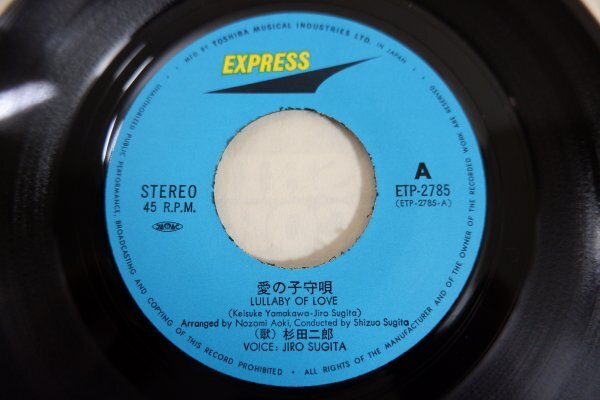 MFD BY TOSHIBA MUSICAL INDUSTRIES LTD. IN JAPAN
EXPRESS
STEREO
45 R.P.M.
JASRAC
A
ETP-2785
(ETP-2785-A)
愛の子守唄
LULLABY OF LOVE
(Keisuke Yamakawa-Jiro Sugita)
Arranged by Nozomi Aoki, Conducted by Shizuo Sugita
(歌) 杉田二郎
VOICE: JIRO SUGITA
UNAUTHORIZED PUBLIC PERFORMANCE, BROADCASTING AND COPYING OF THIS RECORD PROHIBITED
ALL RIGHTS OF THE MANUFACTURER AND OF THE OWNER OF THE RECORDED WORK ARE RESERVED